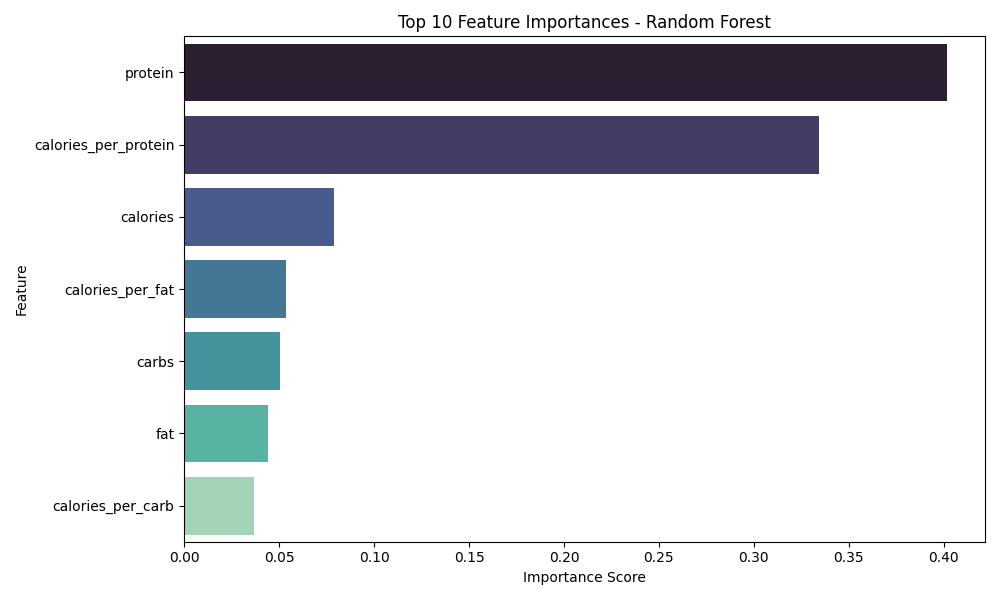 Top 10 Feature Importances - Random Forest
Feature
protein
calories_per_protein
calories
calories_per_fat
carbs
fat
calories_per_carb
0.00 0.05 0.10 0.15 0.20 0.25 0.30 0.35 0.40
Importance Score